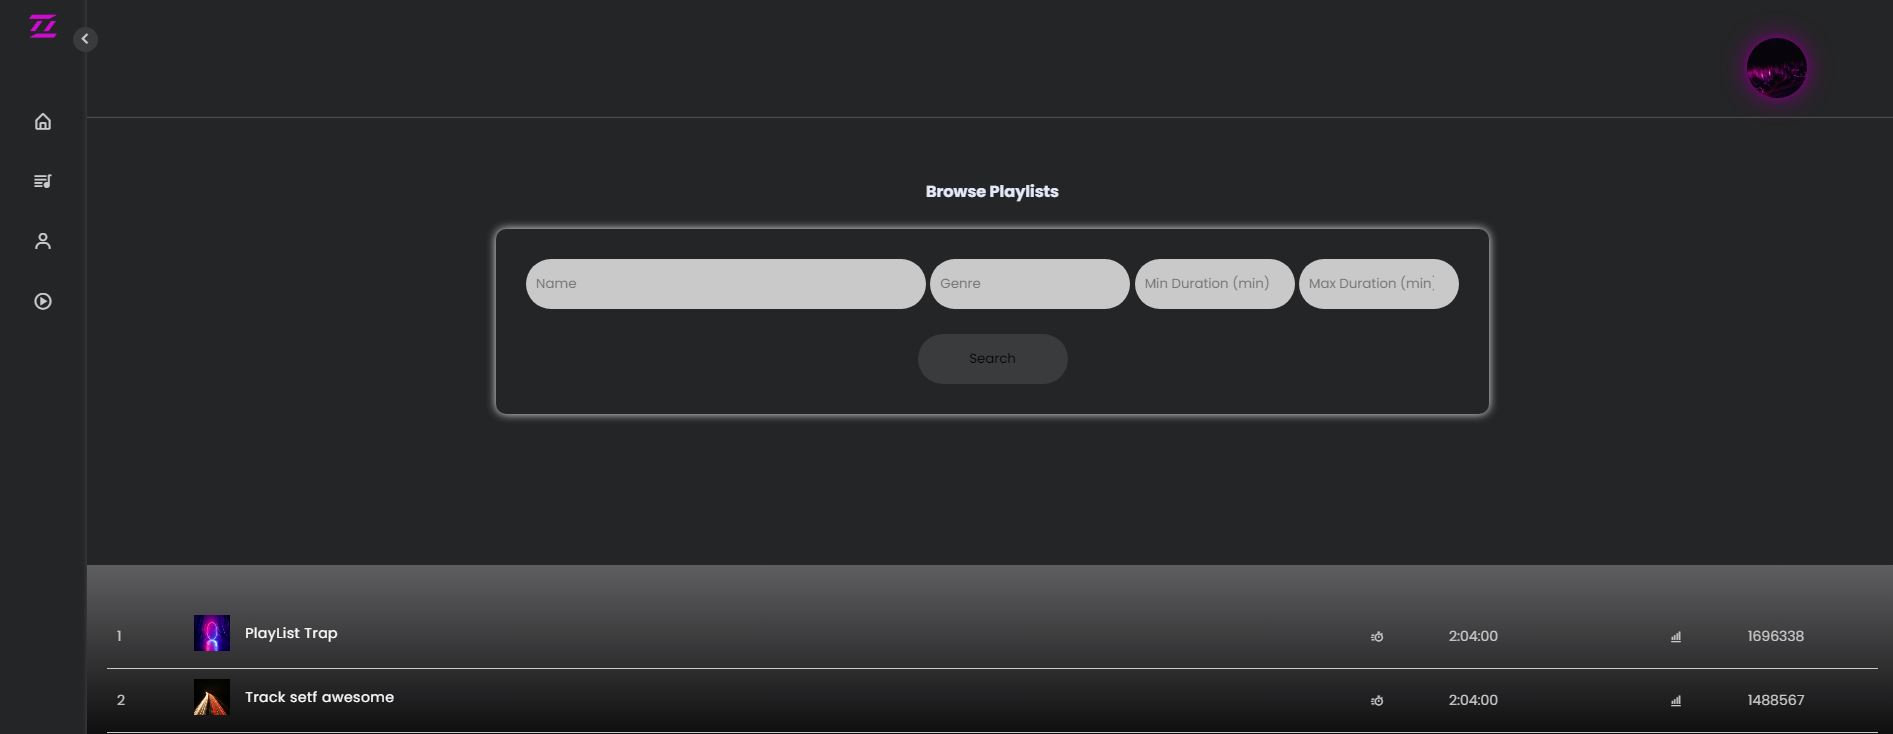 Browse Playlists
Name Genre Min Duration (min) Max Duration (min)
Search
1 PlayList Trap 2:04:00 1696338
2 Track setf awesome 2:04:00 1488567